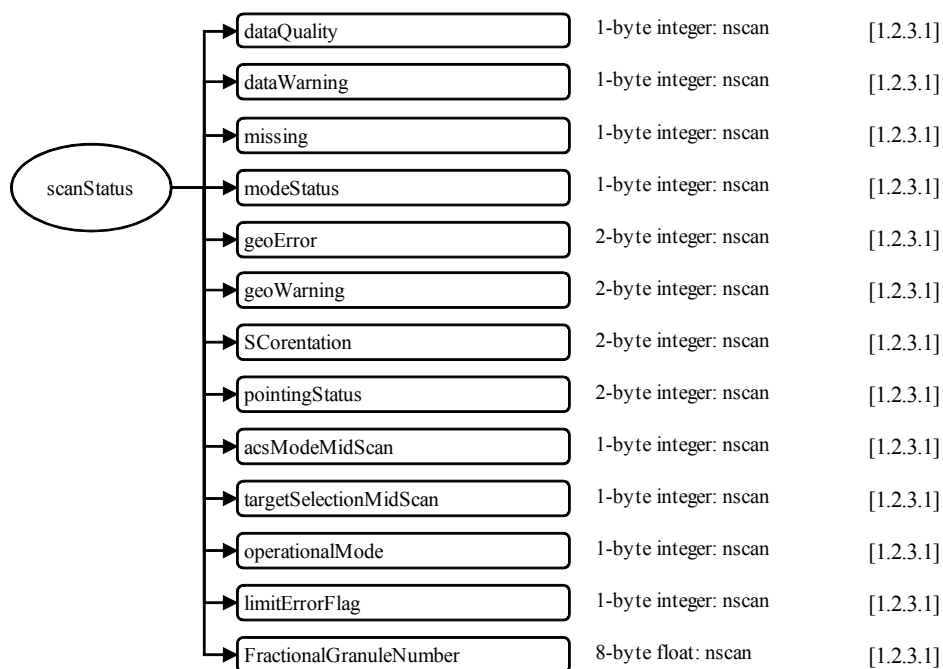 dataQuality 1-byte integer: nscan [1.2.3.1]
dataWarning 1-byte integer: nscan [1.2.3.1]
missing 1-byte integer: nscan [1.2.3.1]
scanStatus
modeStatus 1-byte integer: nscan [1.2.3.1]
geoError 2-byte integer: nscan [1.2.3.1]
geoWarning 2-byte integer: nscan [1.2.3.1]
SCorentation 2-byte integer: nscan [1.2.3.1]
pointingStatus 2-byte integer: nscan [1.2.3.1]
acsModeMidScan 1-byte integer: nscan [1.2.3.1]
targetSelectionMidScan 1-byte integer: nscan [1.2.3.1]
operationalMode 1-byte integer: nscan [1.2.3.1]
limitErrorFlag 1-byte integer: nscan [1.2.3.1]
FractionalGranuleNumber 8-byte float: nscan [1.2.3.1]